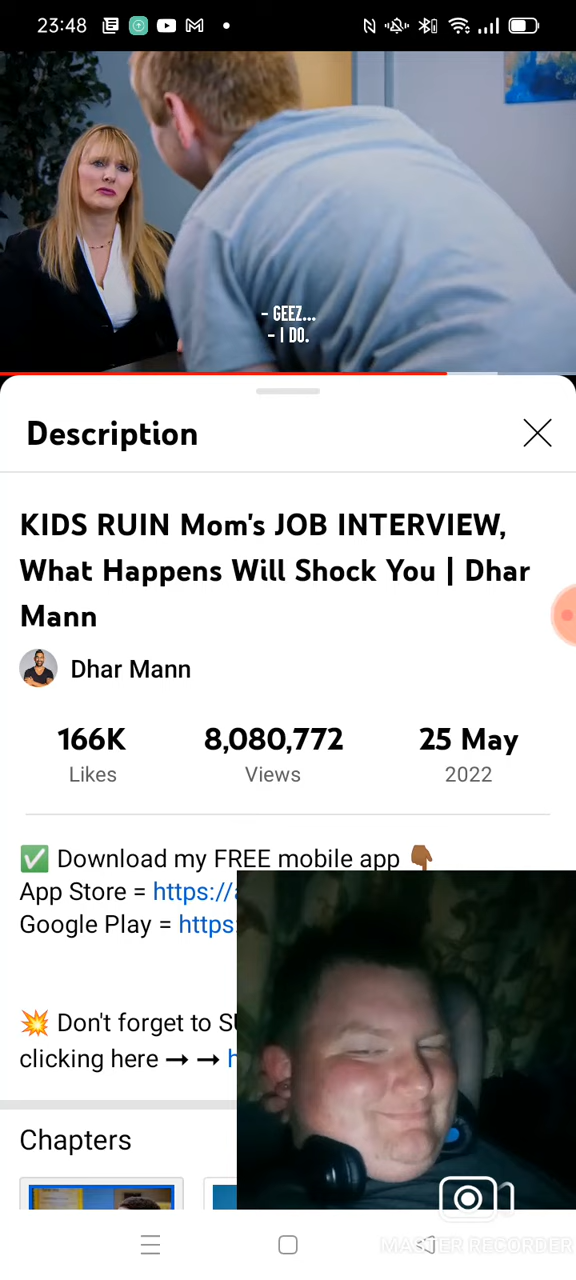 23:48
- GEEZ...
- I DO.
Description
KIDS RUIN Mom's JOB INTERVIEW,
What Happens Will Shock You | Dhar
Mann
Dhar Mann
166K 8,080,772 25 May
Likes Views 2022
✅ Download my FREE mobile app 👇🏾
App Store = https://
Google Play = https:
💥 Don't forget to
clicking here ➞ ➞
Chapters
MASTER RECORDER